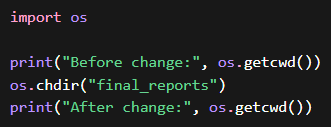 import os
print("Before change:", os.getcwd())
os.chdir("final_reports")
print("After change:", os.getcwd())